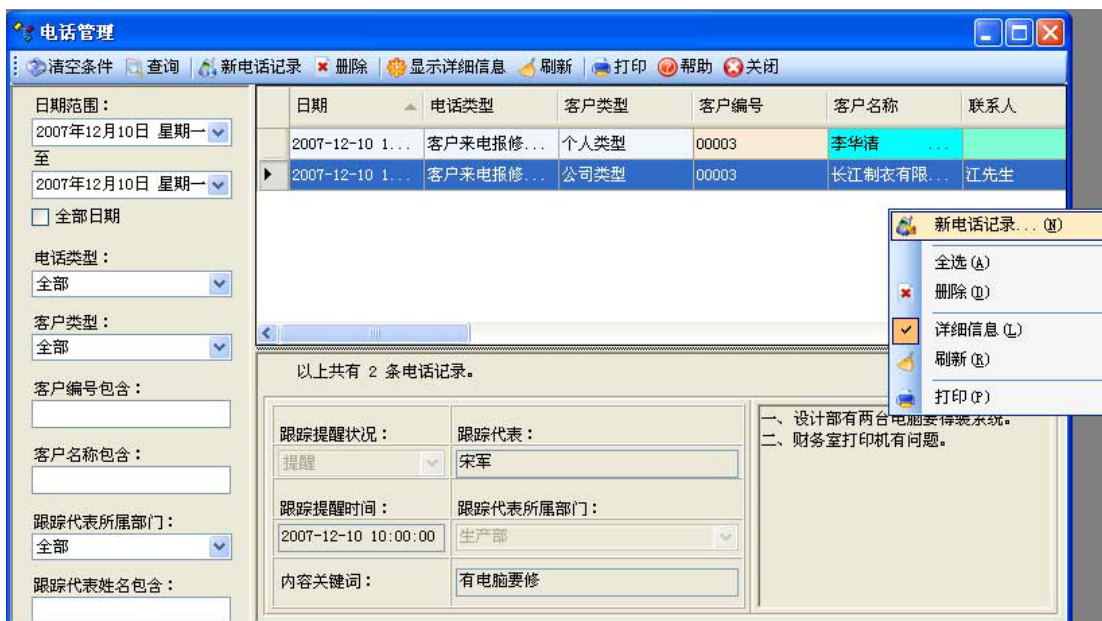 电话管理
清空条件 查询 新电话记录 删除 显示详细信息 刷新 打印 帮助 关闭
日期范围：
2007年12月10日 星期一
至
2007年12月10日 星期一
全部日期
电话类型：
全部
客户类型：
全部
客户编号包含：
客户名称包含：
跟踪代表所属部门：
全部
跟踪代表姓名包含：
日期 电话类型 客户类型 客户编号 客户名称 联系人
2007-12-10 1... 客户来电报修... 个人类型 00003 李华清 ...
2007-12-10 1... 客户来电报修... 公司类型 00003 长江制衣有限... 江先生
新电话记录...(N)
全选(A)
删除(D)
详细信息(L)
刷新(R)
打印(P)
以上共有 2 条电话记录。
跟踪提醒状况： 跟踪代表：
提醒 宋军
跟踪提醒时间： 跟踪代表所属部门：
2007-12-10 10:00:00 生产部
内容关键词： 有电脑要修
一、设计部有两台电脑要得装系统。
二、财务室打印机有问题。